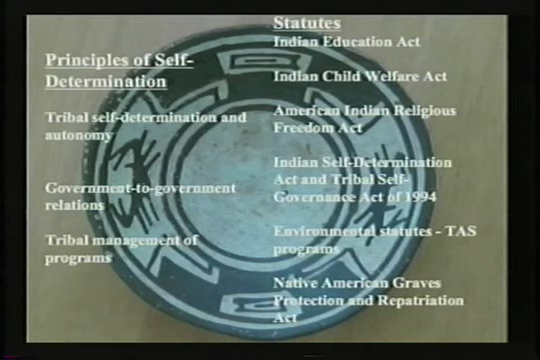 Principles of Self-
Determination
Tribal self-determination and
autonomy
Government-to-government
relations
Tribal management of
programs
Statutes
Indian Education Act
Indian Child Welfare Act
American Indian Religious
Freedom Act
Indian Self-Determination
Act and Tribal Self-
Governance Act of 1994
Environmental statutes - TAS
programs
Native American Graves
Protection and Repatriation
Act